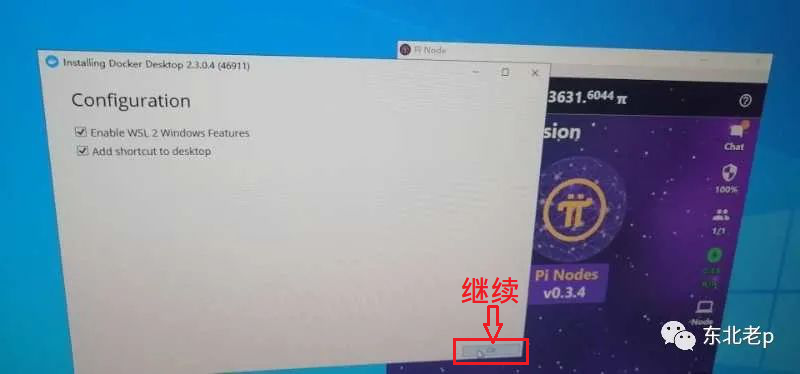 Installing Docker Desktop 2.3.0.4 (46911)
Configuration
Enable WSL 2 Windows Features
Add shortcut to desktop
继续
Pi Node
3631.6044 π
sion
Chat
100%
1/1
Pi Nodes
v0.3.4
Node
东北老p